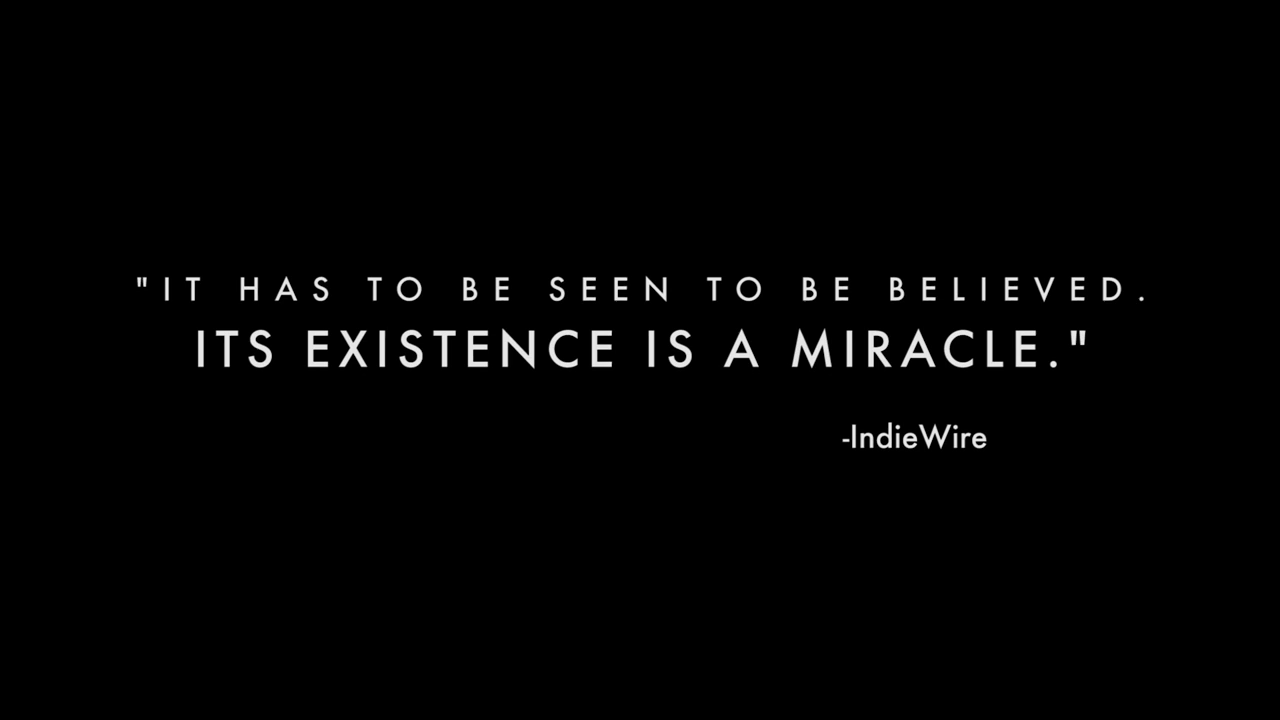 "IT HAS TO BE SEEN TO BE BELIEVED.
ITS EXISTENCE IS A MIRACLE."
-IndieWire